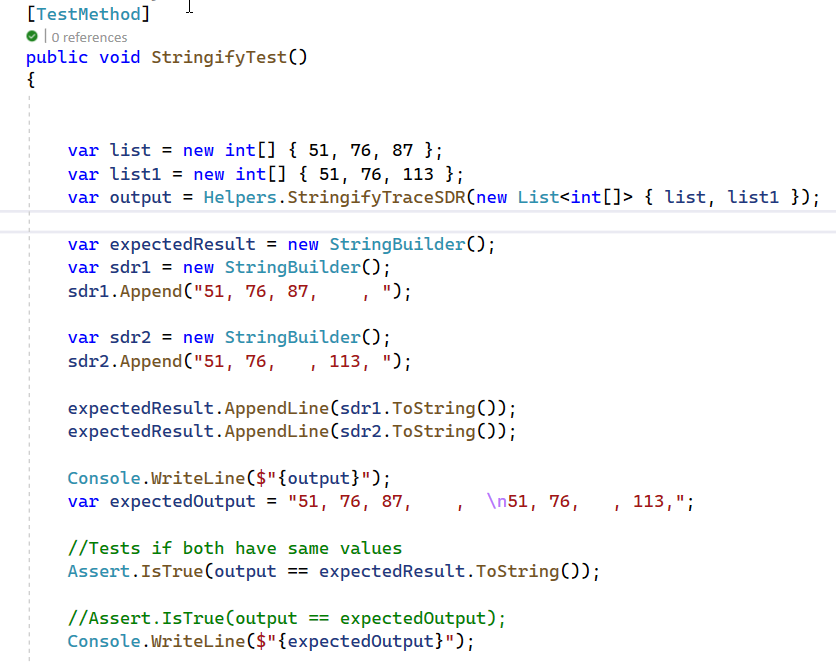 [TestMethod]
| 0 references
public void StringifyTest()
{
var list = new int[] { 51, 76, 87 };
var list1 = new int[] { 51, 76, 113 };
var output = Helpers.StringifyTraceSDR(new List<int[]> { list, list1 });
var expectedResult = new StringBuilder();
var sdr1 = new StringBuilder();
sdr1.Append("51, 76, 87,    , ");
var sdr2 = new StringBuilder();
sdr2.Append("51, 76,   , 113, ");
expectedResult.AppendLine(sdr1.ToString());
expectedResult.AppendLine(sdr2.ToString());
Console.WriteLine($"{output}");
var expectedOutput = "51, 76, 87,    ,  \n51, 76,   , 113,";
//Tests if both have same values
Assert.IsTrue(output == expectedResult.ToString());
//Assert.IsTrue(output == expectedOutput);
Console.WriteLine($"{expectedOutput}");